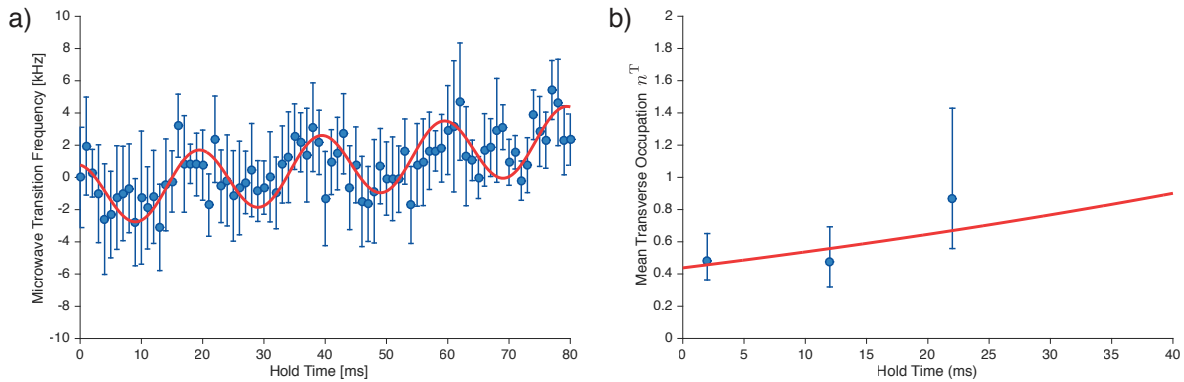 a)
Microwave Transition Frequency [kHz]
10
8
6
4
2
0
-2
-4
-6
-8
-10
0 10 20 30 40 50 60 70 80
Hold Time [ms]
b)
Mean Transverse Occupation n^T
2
1.8
1.6
1.4
1.2
1
0.8
0.6
0.4
0.2
0
0 5 10 15 20 25 30 35 40
Hold Time (ms)